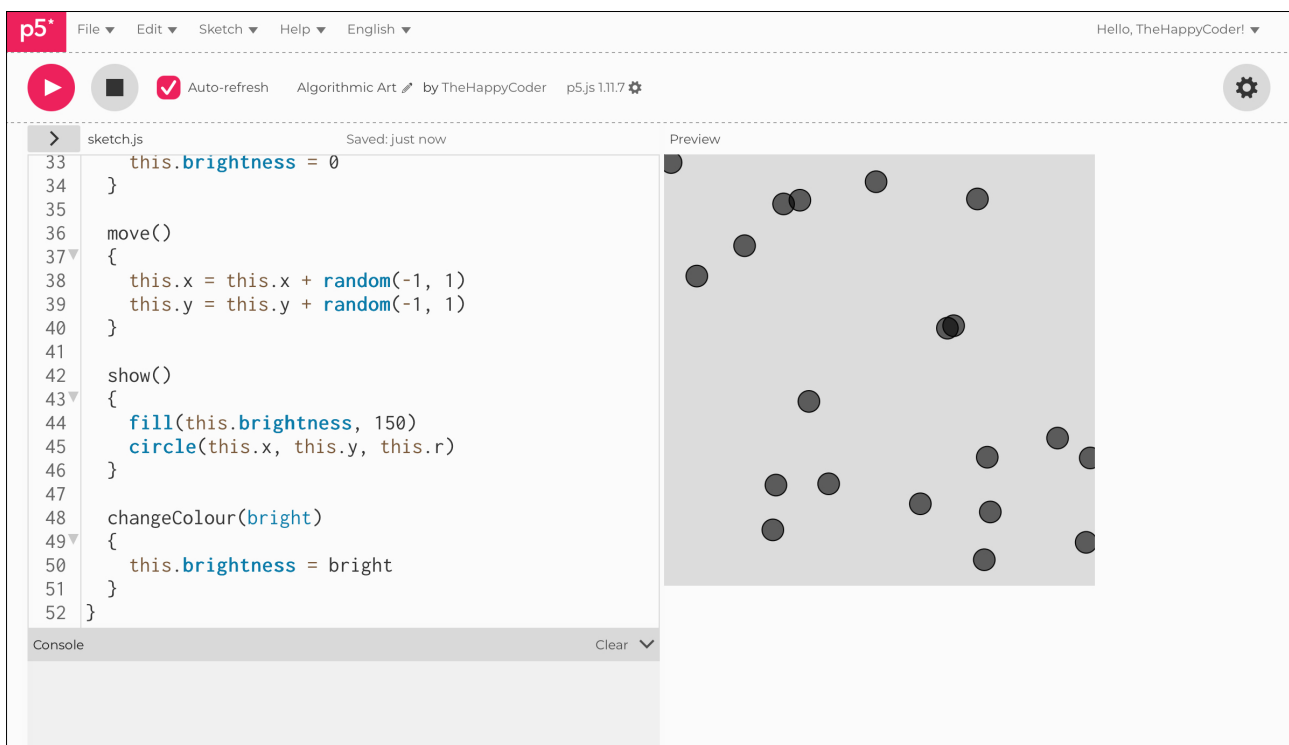 p5* File Edit Sketch Help English Hello, TheHappyCoder!
Auto-refresh Algorithmic Art by TheHappyCoder p5.js 1.11.7
> sketch.js Saved: just now Preview
33 this.brightness = 0
34 }
35
36 move()
37 {
38 this.x = this.x + random(-1, 1)
39 this.y = this.y + random(-1, 1)
40 }
41
42 show()
43 {
44 fill(this.brightness, 150)
45 circle(this.x, this.y, this.r)
46 }
47
48 changeColour(bright)
49 {
50 this.brightness = bright
51 }
52 }
Console Clear